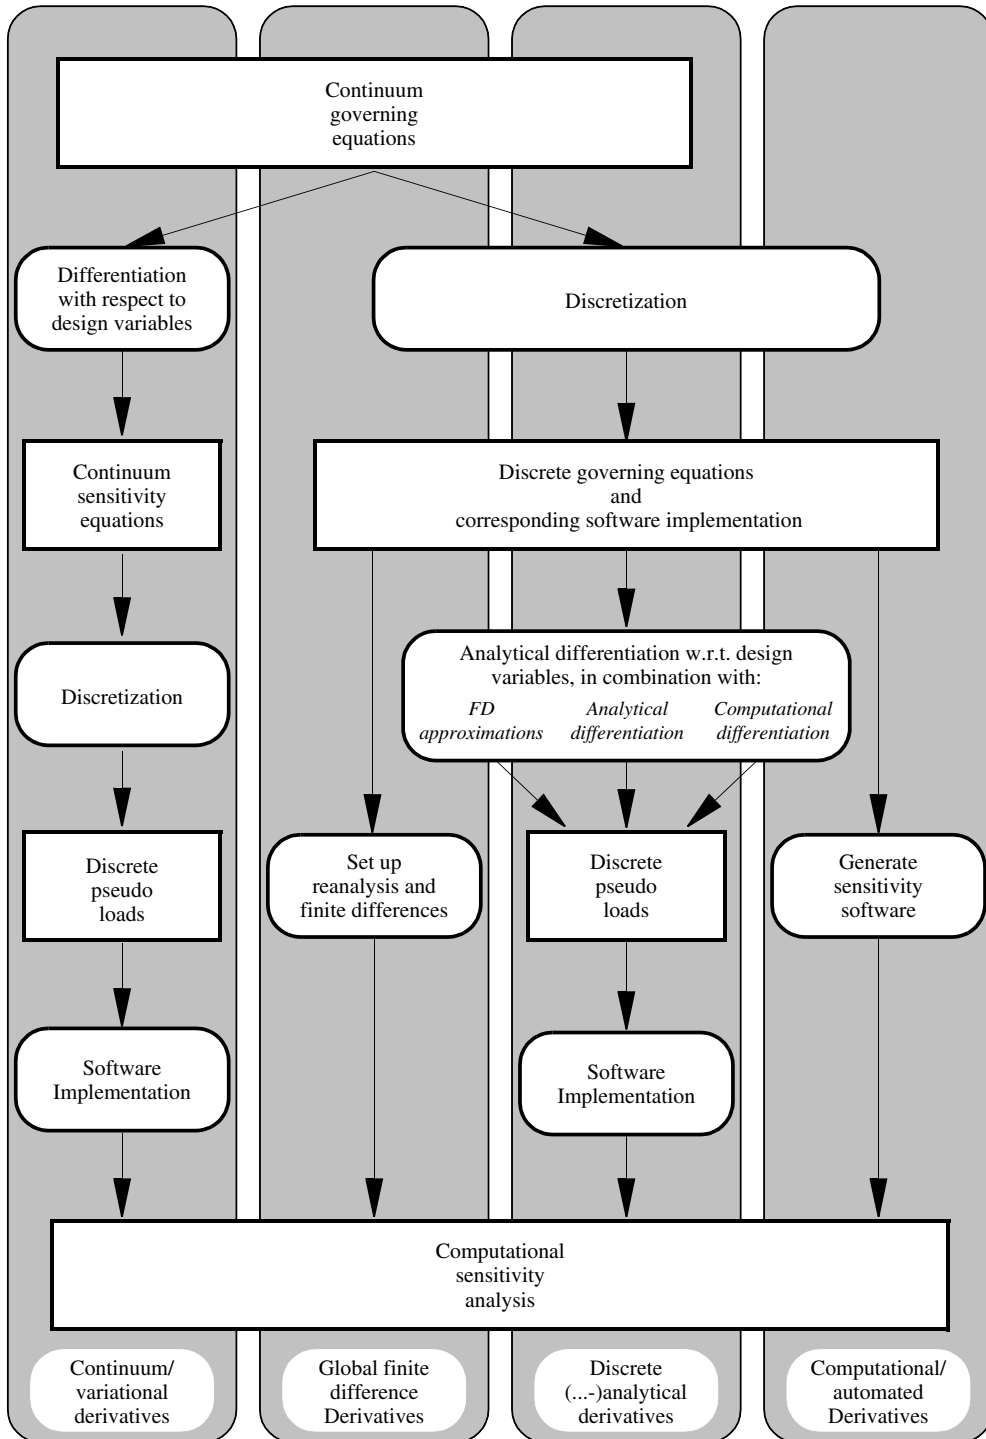 Continuum
governing
equations
Differentiation
with respect to
design variables
Discretization
Continuum
sensitivity
equations
Discrete governing equations
and
corresponding software implementation
Discretization
Analytical differentiation w.r.t. design
variables, in combination with:
FD
approximations
Analytical
differentiation
Computational
differentiation
Discrete
pseudo
loads
Set up
reanalysis and
finite differences
Discrete
pseudo
loads
Generate
sensitivity
software
Software
Implementation
Software
Implementation
Computational
sensitivity
analysis
Continuum/
variational
derivatives
Global finite
difference
Derivatives
Discrete
(...-)analytical
derivatives
Computational/
automated
Derivatives